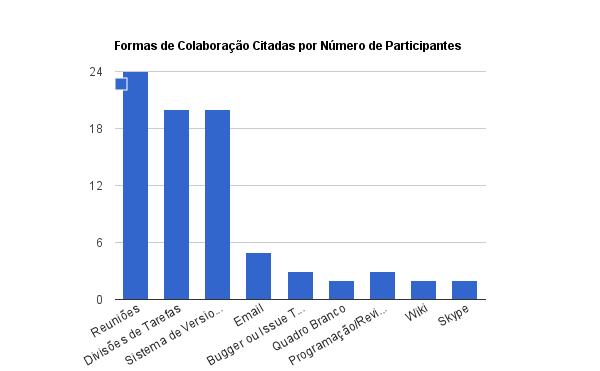 Formas de Colaboração Citadas por Número de Participantes
24
18
12
6
0
Reuniões
Divisões de Tarefas
Sistema de Versio...
Email
Bugger ou Issue T...
Quadro Branco
Programação/Revi...
Wiki
Skype